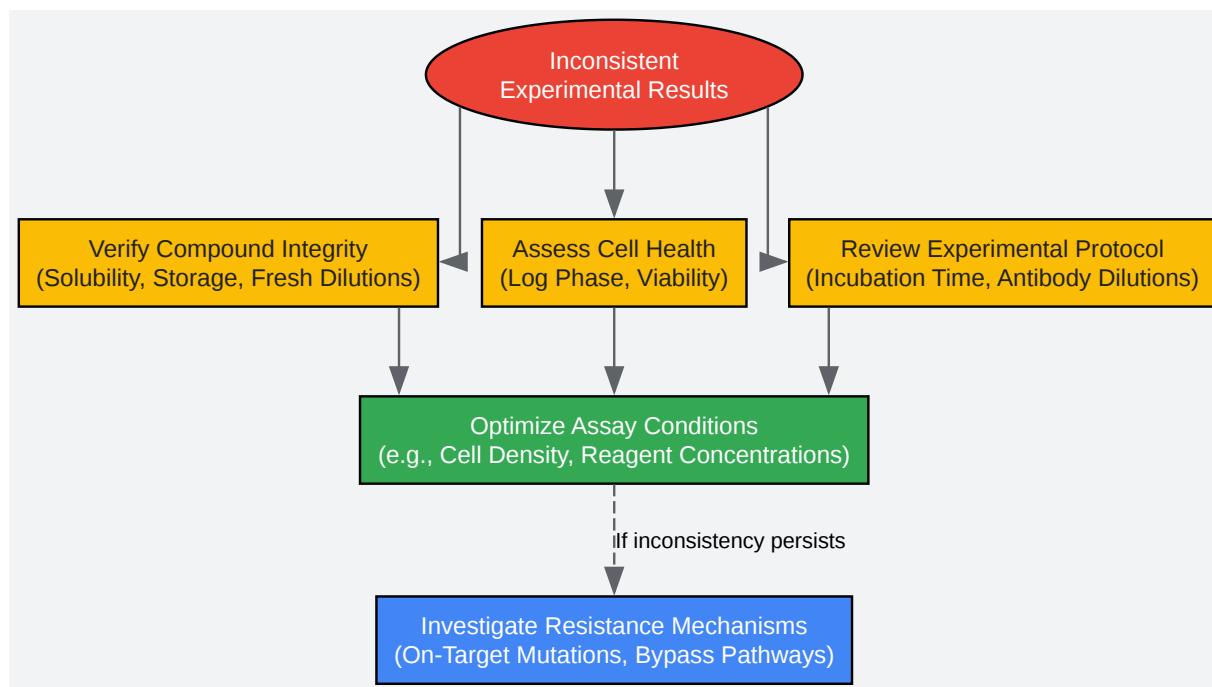 Inconsistent
Experimental Results
Verify Compound Integrity
(Solubility, Storage, Fresh Dilutions)
Assess Cell Health
(Log Phase, Viability)
Review Experimental Protocol
(Incubation Time, Antibody Dilutions)
Optimize Assay Conditions
(e.g., Cell Density, Reagent Concentrations)
If inconsistency persists
Investigate Resistance Mechanisms
(On-Target Mutations, Bypass Pathways)